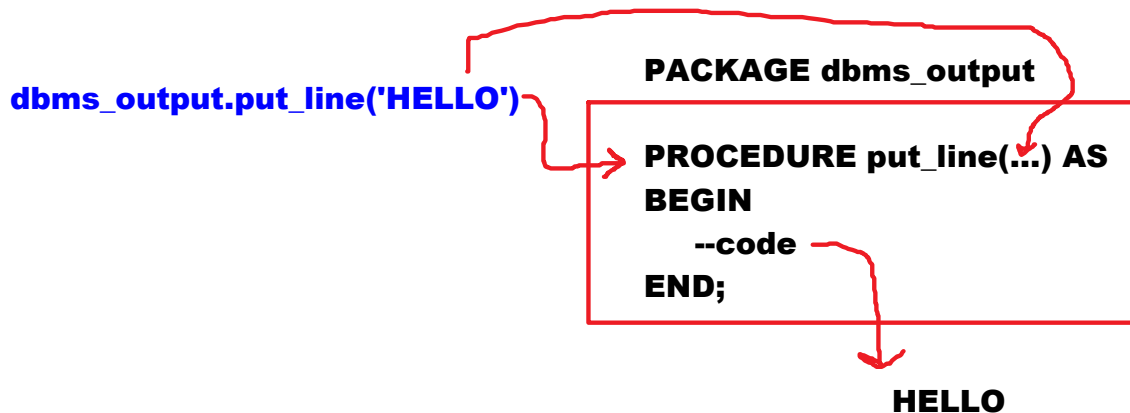 dbms_output.put_line('HELLO')
PACKAGE dbms_output
PROCEDURE put_line(...) AS
BEGIN
--code
END;
HELLO